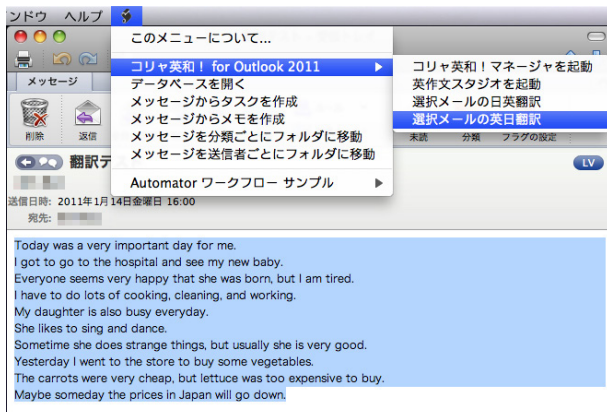 ンドウ ヘルプ
このメニューについて...
コリャ英和！ for Outlook 2011
データベースを開く
メッセージからタスクを作成
メッセージからメモを作成
メッセージを分類ごとにフォルダに移動
メッセージを送信者ごとにフォルダに移動
Automator ワークフロー サンプル
コリャ英和！マネージャを起動
英作文スタジオを起動
選択メールの日英翻訳
選択メールの英日翻訳
メッセージ
削除 返信 未読 分類 フラグの設定
翻訳テ
LV
送信日時: 2011年1月14日金曜日 16:00
宛先:
Today was a very important day for me.
I got to go to the hospital and see my new baby.
Everyone seems very happy that she was born, but I am tired.
I have to do lots of cooking, cleaning, and working.
My daughter is also busy everyday.
She likes to sing and dance.
Sometime she does strange things, but usually she is very good.
Yesterday I went to the store to buy some vegetables.
The carrots were very cheap, but lettuce was too expensive to buy.
Maybe someday the prices in Japan will go down.